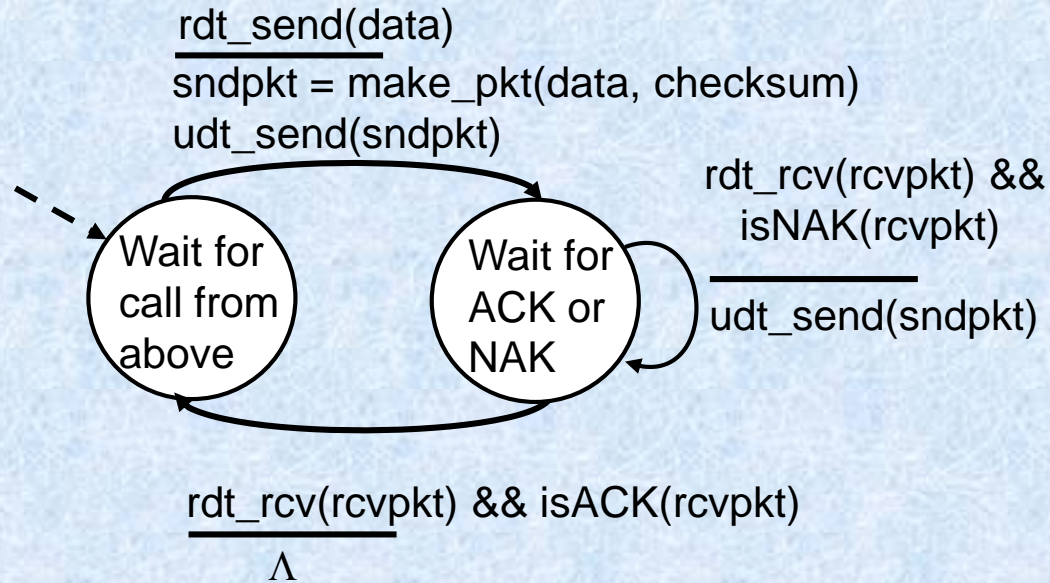 rdt_send(data)
sndpkt = make_pkt(data, checksum)
udt_send(sndpkt)
Wait for
call from
above
Wait for
ACK or
NAK
rdt_rcv(rcvpkt) &&
isNAK(rcvpkt)
udt_send(sndpkt)
rdt_rcv(rcvpkt) && isACK(rcvpkt)
Λ